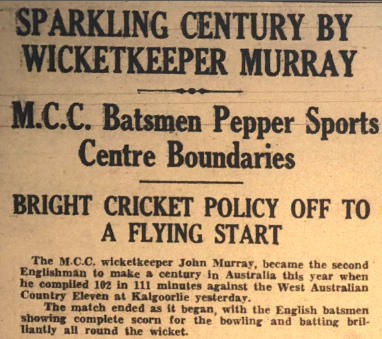 SPARKLING CENTURY BY
WICKETKEEPER MURRAY
M.C.C. Batsmen Pepper Sports
Centre Boundaries
BRIGHT CRICKET POLICY OFF TO
A FLYING START
The M.C.C. wicketkeeper John Murray, became the second
Englishman to make a century in Australia this year when
he compiled 102 in 111 minutes against the West Australian
Country Eleven at Kalgoorlie yesterday.
The match ended as it began, with the English batsmen
showing complete scorn for the bowling and batting bril-
liantly all round the wicket.